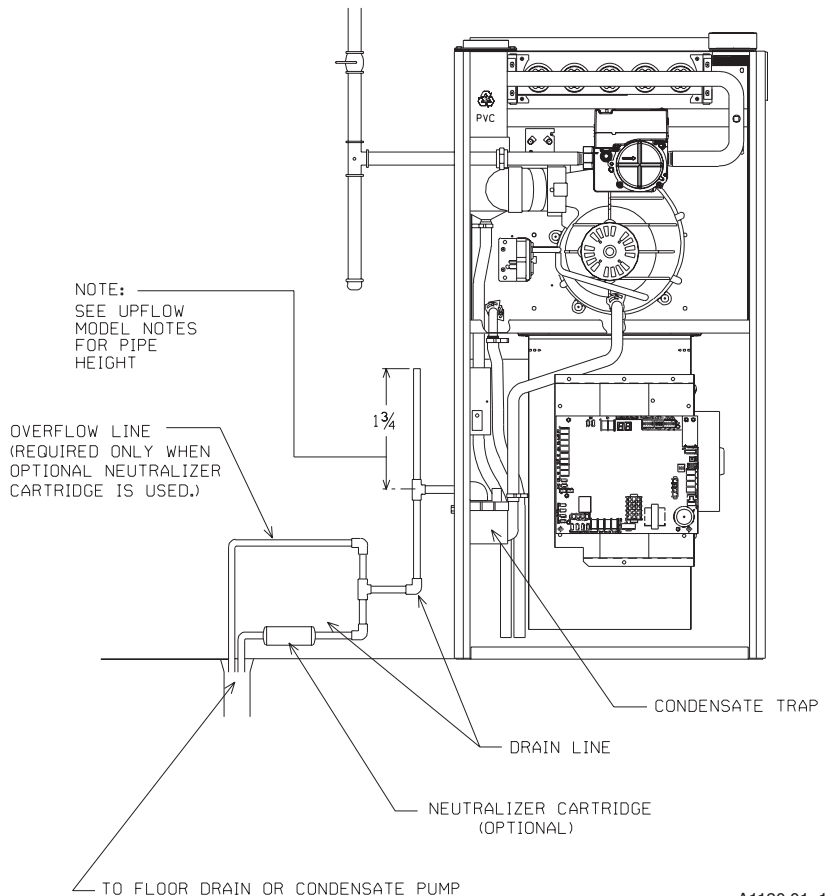 PVC
NOTE:
SEE UPFLOW
MODEL NOTES
FOR PIPE
HEIGHT
1¾
OVERFLOW LINE
(REQUIRED ONLY WHEN
OPTIONAL NEUTRALIZER
CARTRIDGE IS USED.)
CONDENSATE TRAP
DRAIN LINE
NEUTRALIZER CARTRIDGE
(OPTIONAL)
TO FLOOR DRAIN OR CONDENSATE PUMP